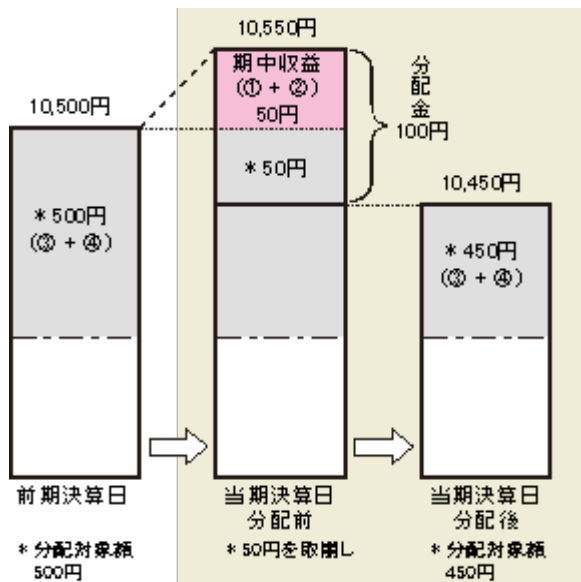 10,550円
期中収益
(① + ②)
50円
分配金
100円
10,500円
*50円
10,450円
*500円
(③ + ④)
*450円
(③ + ④)
前期決算日
当期決算日
分配前
当期決算日
分配後
*分配対象額
500円
*50円を取崩し
*分配対象額
450円